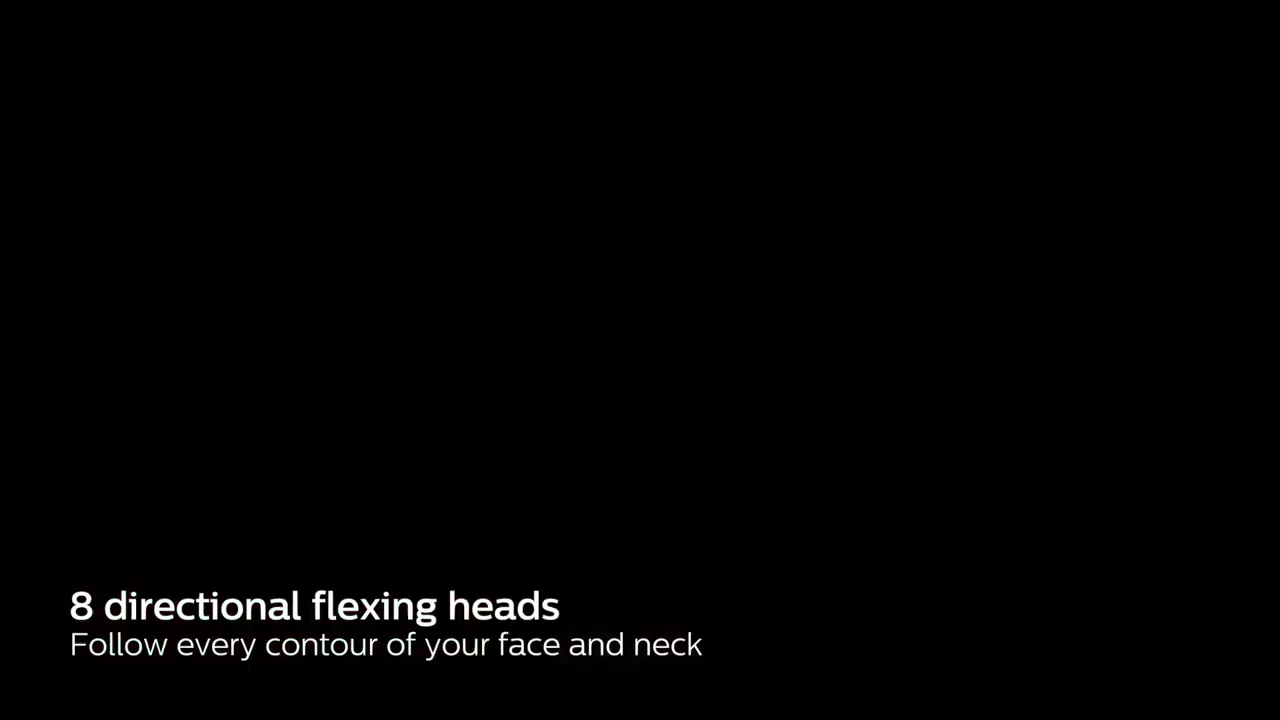 8 directional flexing heads
Follow every contour of your face and neck